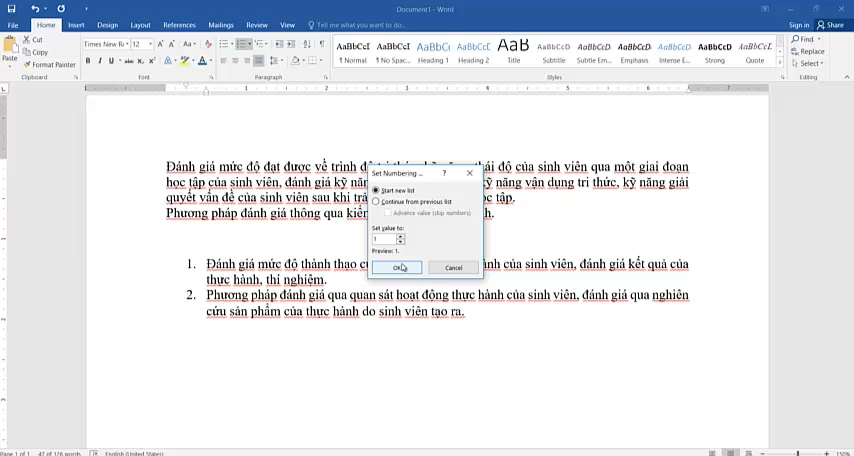 Document1 - Word
File Home Insert Design Layout References Mailings Review View Tell me what you want to do... Sign in Share
Paste Cut Copy Format Painter
Clipboard
Times New R 12
Font
Paragraph
AaBbCcI AaBbCcI AaBbCc AaBbCcE AaB AaBbCcD AaBbCcD AaBbCcD AaBbCcD AaBbCcD AaBbCcD
1 Normal 1 No Spac... Heading 1 Heading 2 Title Subtitle Subtle Em... Emphasis Intense E... Strong Quote
Styles
Find Replace Select
Editing
Đánh giá mức độ đạt được về trình độ thái độ của sinh viên qua một giai đoạn
học tập của sinh viên, đánh giá kỹ kỹ năng vận dụng tri thức, kỹ năng giải
quyết vấn đề của sinh viên sau khi tập.
Phương pháp đánh giá thông qua
1. Đánh giá mức độ thành thạo của sinh viên, đánh giá kết quả của
thực hành, thí nghiệm.
2. Phương pháp đánh giá qua quan sát hoạt động thực hành của sinh viên, đánh giá qua nghiên
cứu sản phẩm của thực hành do sinh viên tạo ra.
Set Numbering ... ?
Start new list
Continue from previous list
Advance value (skip numbers)
Set value to:
1
Preview: 1.
OK Cancel
Page 1 of 1 47 of 126 words English (United States) 150%